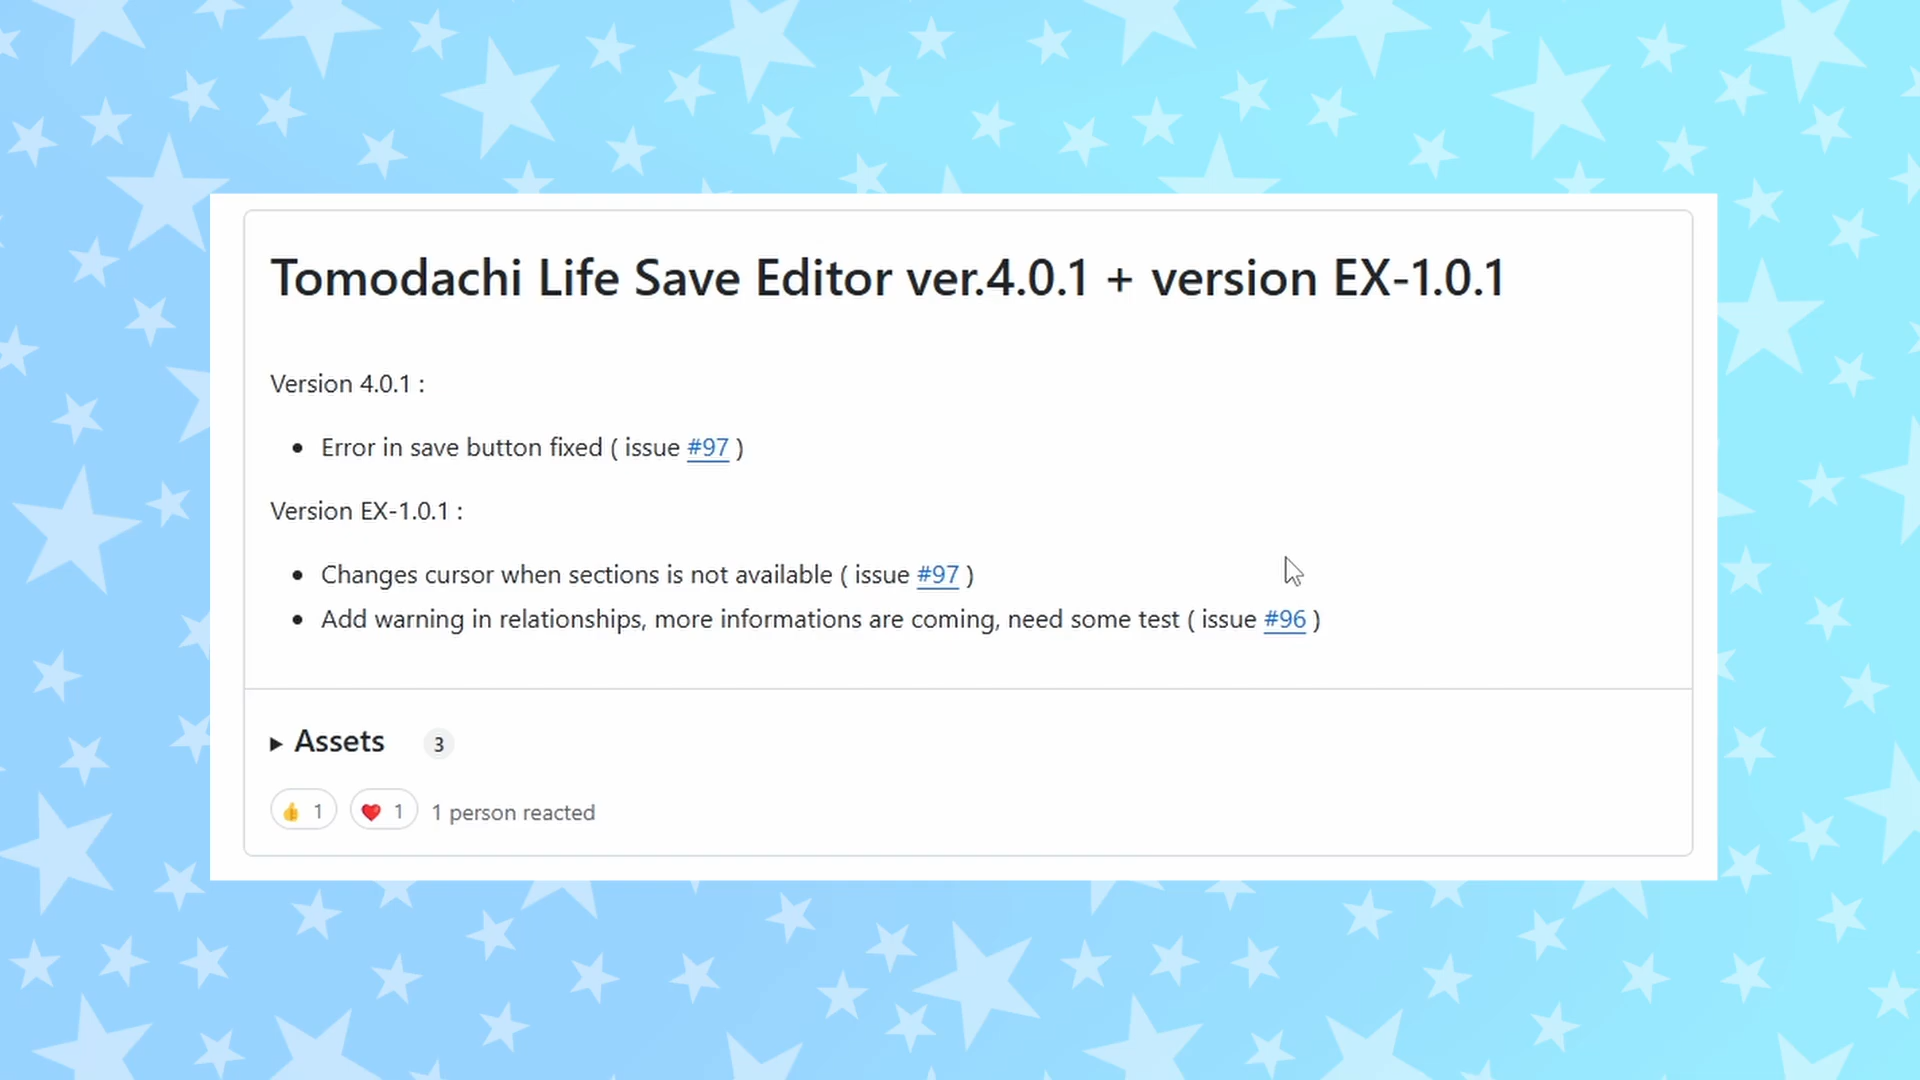 Tomodachi Life Save Editor ver.4.0.1 + version EX-1.0.1
Version 4.0.1 :
• Error in save button fixed ( issue #97 )
Version EX-1.0.1 :
• Changes cursor when sections is not available ( issue #97 )
• Add warning in relationships, more informations are coming, need some test ( issue #96 )
Assets 3
👍 1 ❤️ 1 1 person reacted